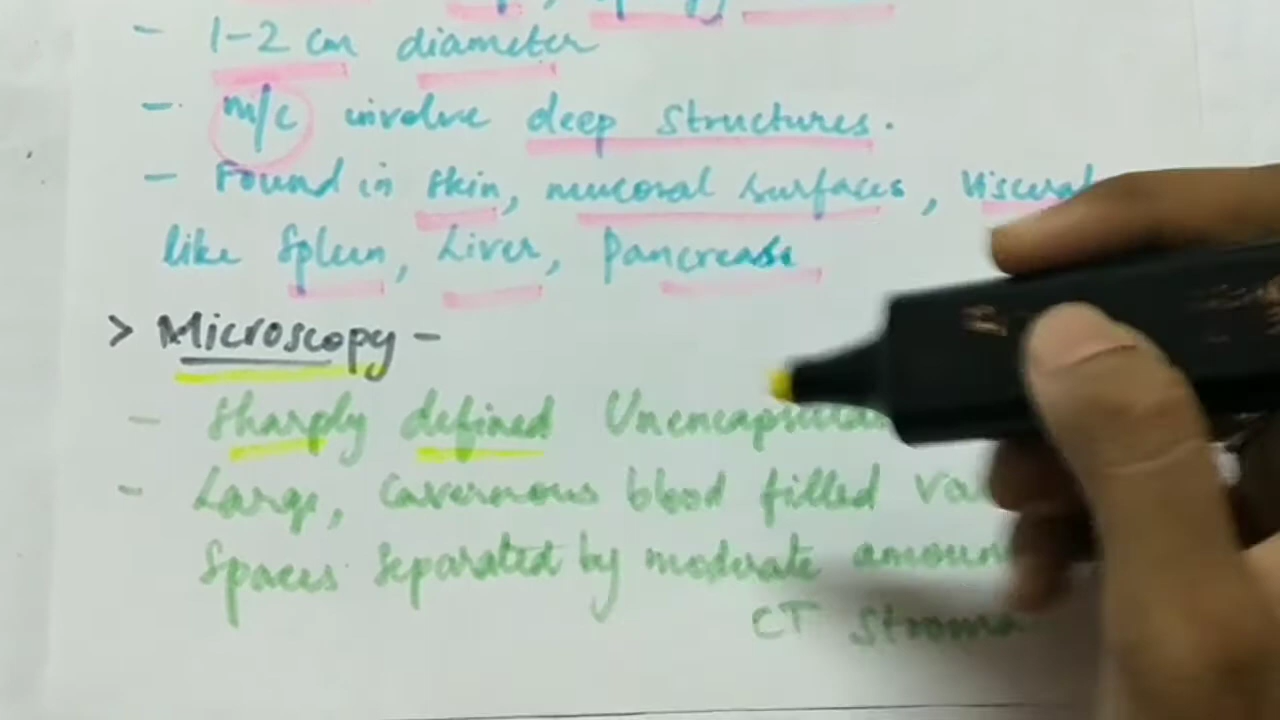 - 1-2 cm diameter
- m/c involve deep structures.
- Found in skin, mucosal surfaces, visceral
like Spleen, Liver, Pancrease
> Microscopy -
- Sharply defined
- Large, Cavernous blood filled
Spaces separated by moderate
CT Stroma